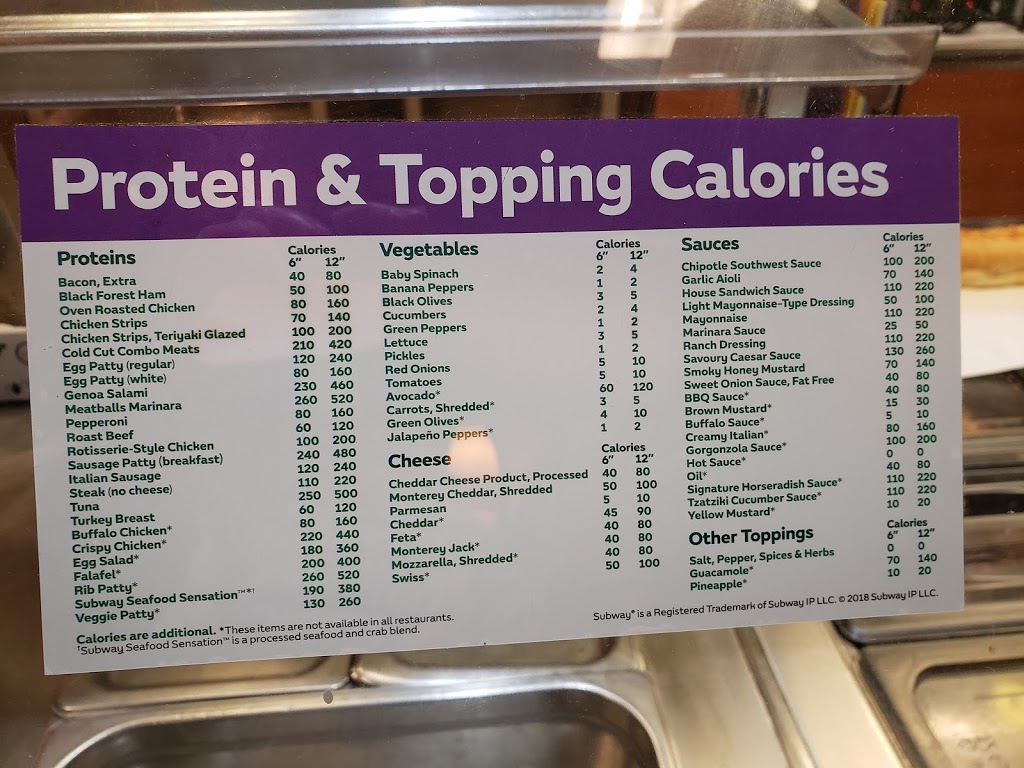 Protein & Topping Calories
Proteins
Calories
6" 12"
Bacon, Extra 40 80
Black Forest Ham 50 100
Oven Roasted Chicken 80 160
Chicken Strips 70 140
Chicken Strips, Teriyaki Glazed 100 200
Cold Cut Combo Meats 210 420
Egg Patty (regular) 120 240
Egg Patty (white) 80 160
Genoa Salami 230 460
Meatballs Marinara 260 520
Pepperoni 80 160
Roast Beef 60 120
Rotisserie-Style Chicken 100 200
Sausage Patty (breakfast) 240 480
Italian Sausage 120 240
Steak (no cheese) 110 220
Tuna 250 500
Turkey Breast 60 120
Buffalo Chicken* 80 160
Crispy Chicken* 220 440
Egg Salad* 180 360
Falafel* 200 400
Rib Patty* 260 520
Subway Seafood Sensation™*† 190 380
Veggie Patty* 130 260
Vegetables
Calories
6" 12"
Baby Spinach 2 4
Banana Peppers 1 2
Black Olives 3 5
Cucumbers 2 4
Green Peppers 1 2
Lettuce 3 5
Pickles 1 2
Red Onions 5 10
Tomatoes 5 10
Avocado* 60 120
Carrots, Shredded* 3 5
Green Olives* 4 10
Jalapeño Peppers* 1 2
Cheese
Calories
6" 12"
Cheddar Cheese Product, Processed 40 80
Monterey Cheddar, Shredded 50 100
Parmesan 5 10
Cheddar* 45 90
Feta* 40 80
Monterey Jack* 40 80
Mozzarella, Shredded* 40 80
Swiss* 50 100
Sauces
Calories
6" 12"
Chipotle Southwest Sauce 100 200
Garlic Aioli 70 140
House Sandwich Sauce 110 220
Light Mayonnaise-Type Dressing 50 100
Mayonnaise 110 220
Marinara Sauce 25 50
Ranch Dressing 110 220
Savoury Caesar Sauce 130 260
Smoky Honey Mustard 70 140
Sweet Onion Sauce, Fat Free 40 80
BBQ Sauce* 40 80
Brown Mustard* 15 30
Buffalo Sauce* 5 10
Creamy Italian* 80 160
Gorgonzola Sauce* 100 200
Hot Sauce* 0 0
Oil* 40 80
Signature Horseradish Sauce* 110 220
Tzatziki Cucumber Sauce* 110 220
Yellow Mustard* 10 20
Other Toppings
Calories
6" 12"
Salt, Pepper, Spices & Herbs 0 0
Guacamole* 70 140
Pineapple* 10 20
Calories are additional. *These items are not available in all restaurants.
†Subway Seafood Sensation™ is a processed seafood and crab blend.
Subway® is a Registered Trademark of Subway IP LLC. © 2018 Subway IP LLC.